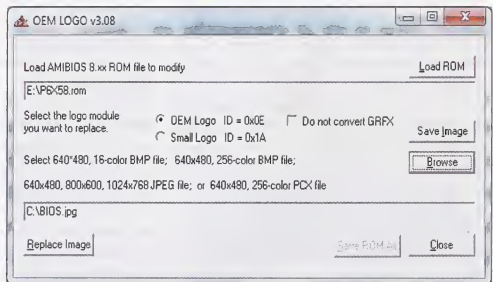 OEM LOGO v3.08
Load AMIBIOS 8.xx ROM file to modify
Load ROM
E:\P6X58.rom
Select the logo module
you want to replace.
OEM Logo ID = 0x0E
Small Logo ID = 0x1A
Do not convert GRFX
Save Image
Select 640*480, 16-color BMP file; 640x480, 256-color BMP file;
Browse
640x480, 800x600, 1024x768 JPEG file; or 640x480, 256-color PCX file
C:\BIOS.jpg
Replace Image
Save ROM As
Close